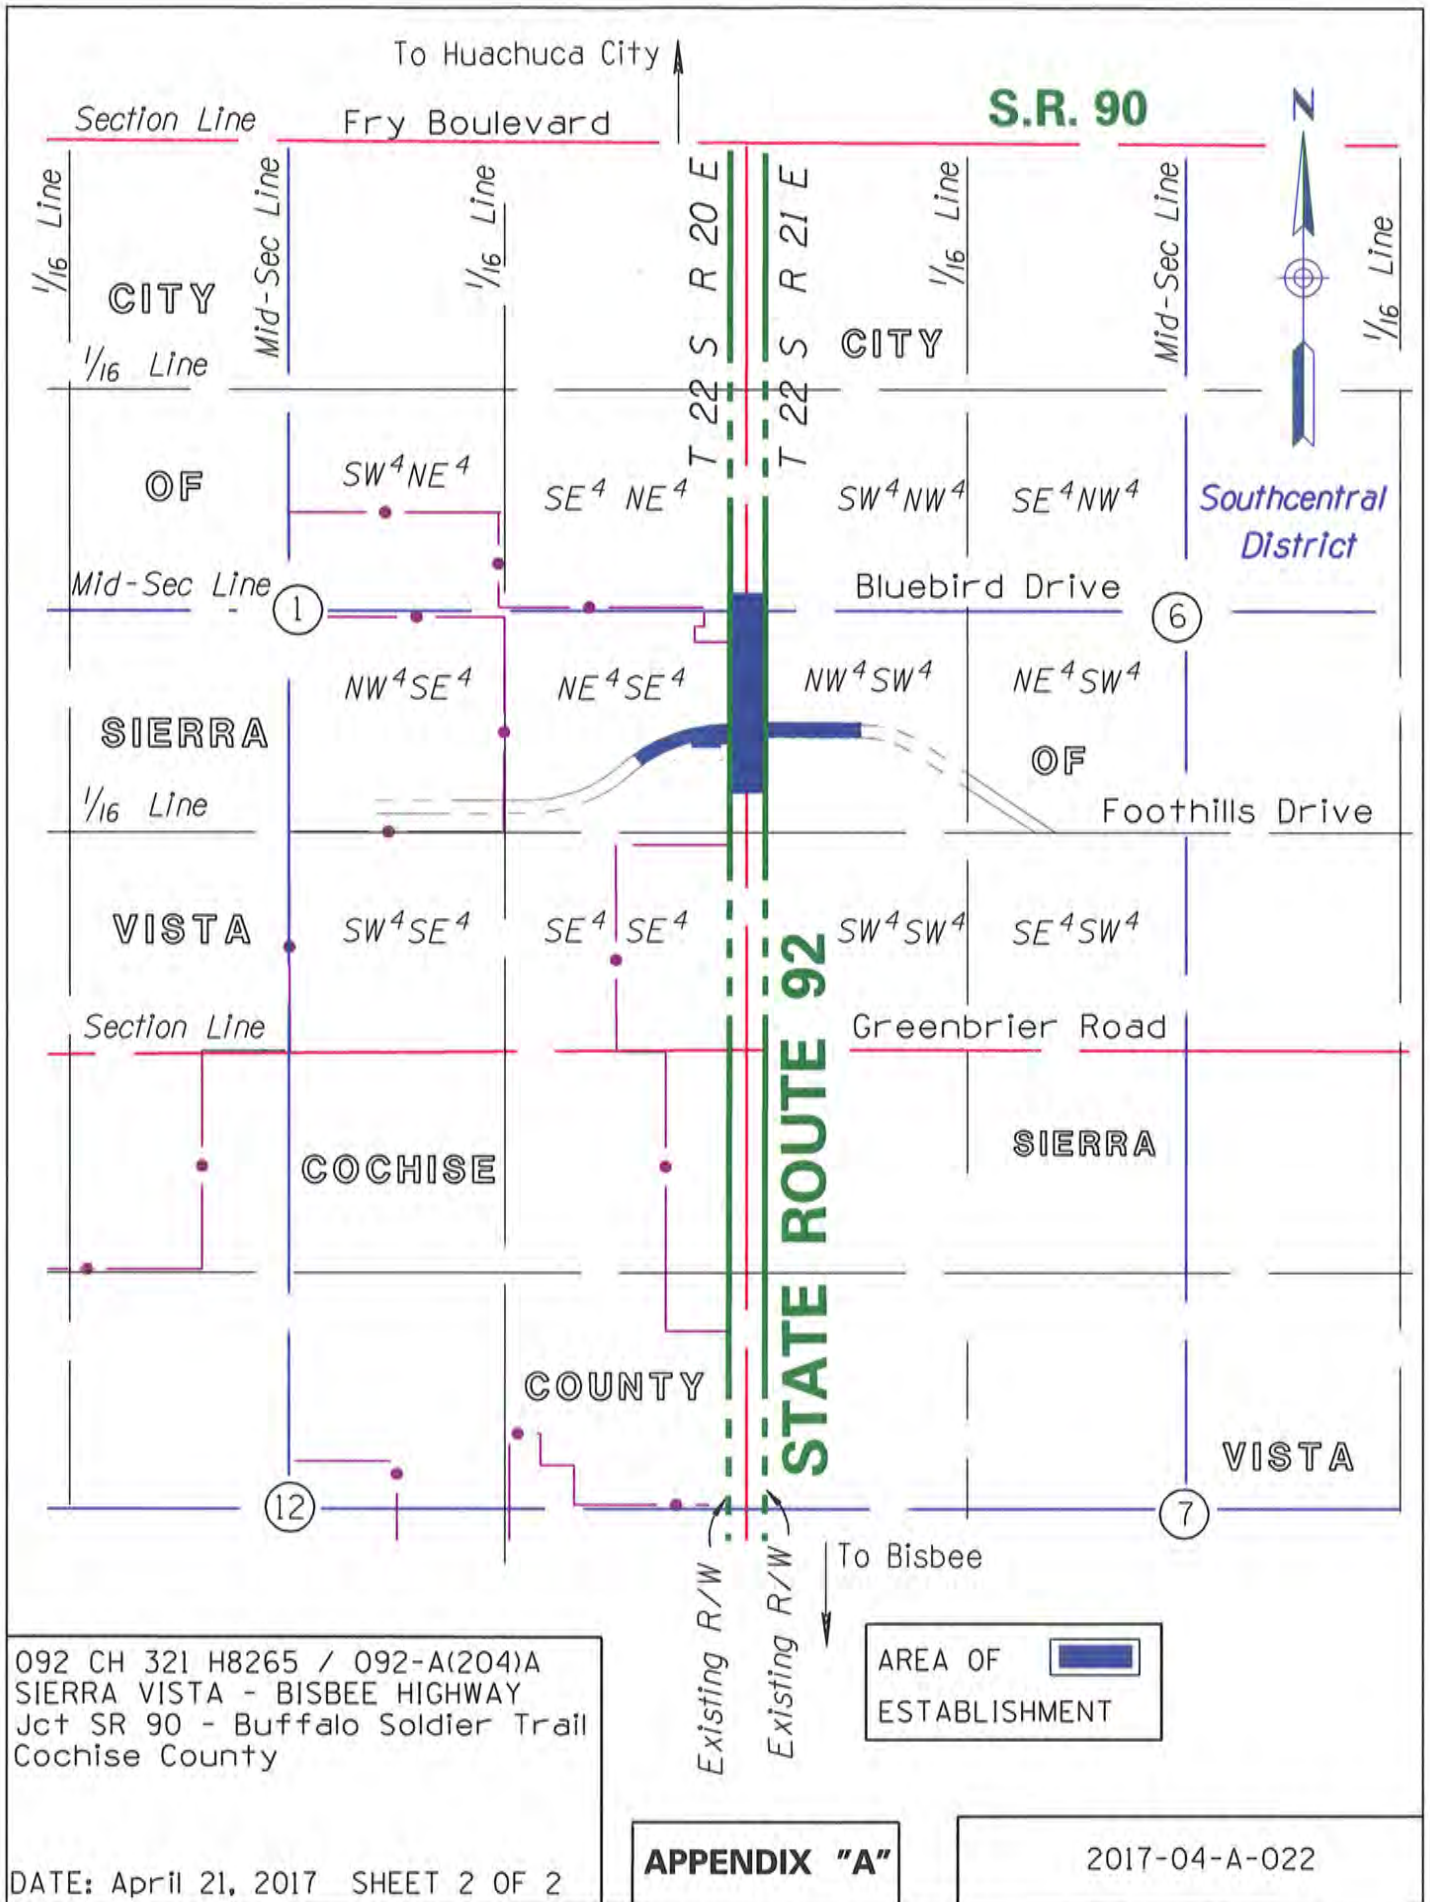 To Huachuca City
S.R. 90
N
Section Line
Fry Boulevard
1/16 Line
Mid-Sec Line
1/16 Line
T 22 S R 20 E
T 22 S R 21 E
1/16 Line
Mid-Sec Line
1/16 Line
CITY
CITY
1/16 Line
OF
SW4NE4
SE4 NE4
SW4NW4
SE4NW4
Southcentral
District
Mid-Sec Line
1
Bluebird Drive
6
NW4SE4
NE4SE4
NW4SW4
NE4SW4
SIERRA
OF
1/16 Line
Foothills Drive
VISTA
SW4SE4
SE4 SE4
SW4SW4
SE4SW4
Section Line
Greenbrier Road
STATE ROUTE 92
COCHISE
SIERRA
COUNTY
VISTA
12
7
Existing R/W
Existing R/W
To Bisbee
AREA OF
ESTABLISHMENT
092 CH 321 H8265 / 092-A(204)A
SIERRA VISTA - BISBEE HIGHWAY
Jct SR 90 - Buffalo Soldier Trail
Cochise County
DATE: April 21, 2017 SHEET 2 OF 2
APPENDIX "A"
2017-04-A-022